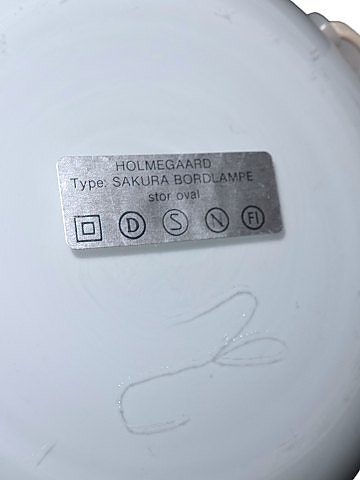 HOLMEGAARD
Type: SAKURA BORDLAMPE
stor oval
D S N FI